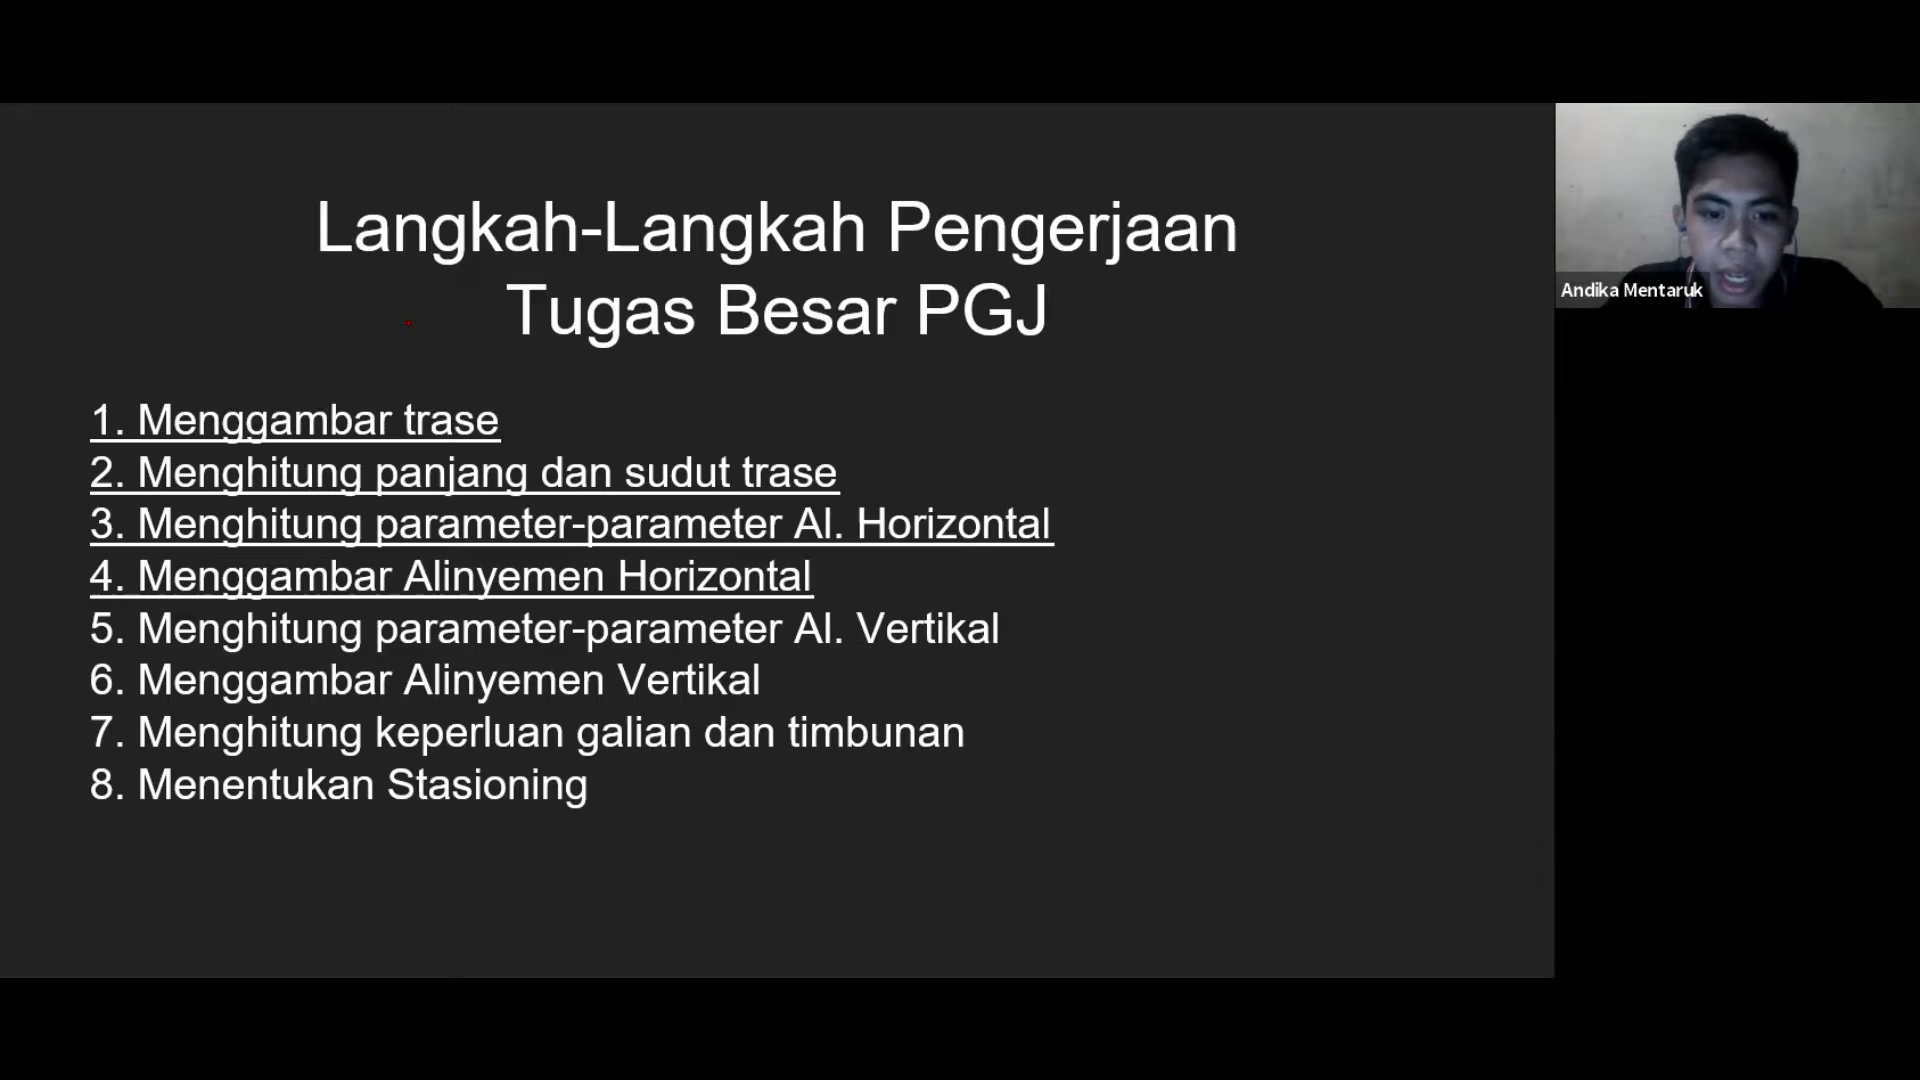 Langkah-Langkah Pengerjaan
Tugas Besar PGJ
1. Menggambar trase
2. Menghitung panjang dan sudut trase
3. Menghitung parameter-parameter Al. Horizontal
4. Menggambar Alinyemen Horizontal
5. Menghitung parameter-parameter Al. Vertikal
6. Menggambar Alinyemen Vertikal
7. Menghitung keperluan galian dan timbunan
8. Menentukan Stasioning
Andika Mentaruk